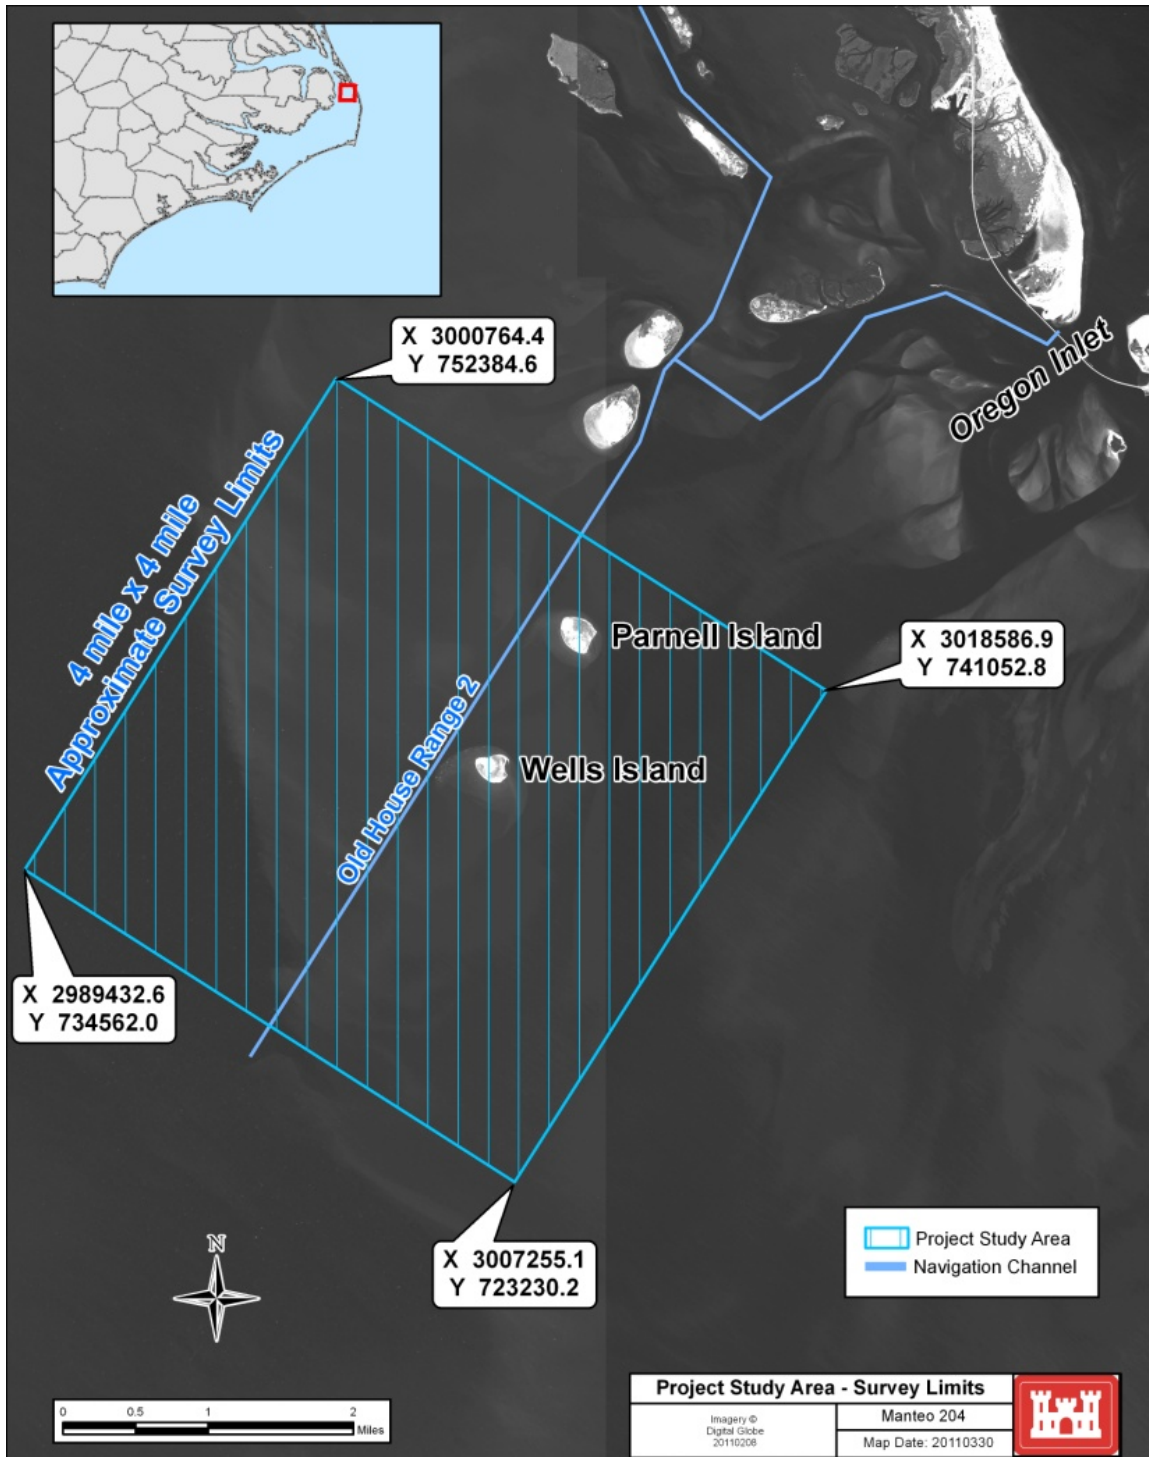 X 3000764.4
Y 752384.6
Oregon Inlet
4 mile x 4 mile
Approximate Survey Limits
Parnell Island
X 3018586.9
Y 741052.8
Old House Range 2
Wells Island
X 2989432.6
Y 734562.0
X 3007255.1
Y 723230.2
N
Project Study Area
Navigation Channel
0 0.5 1 2
Miles
Project Study Area - Survey Limits
Imagery ©
Digital Globe
20110208
Manteo 204
Map Date: 20110330